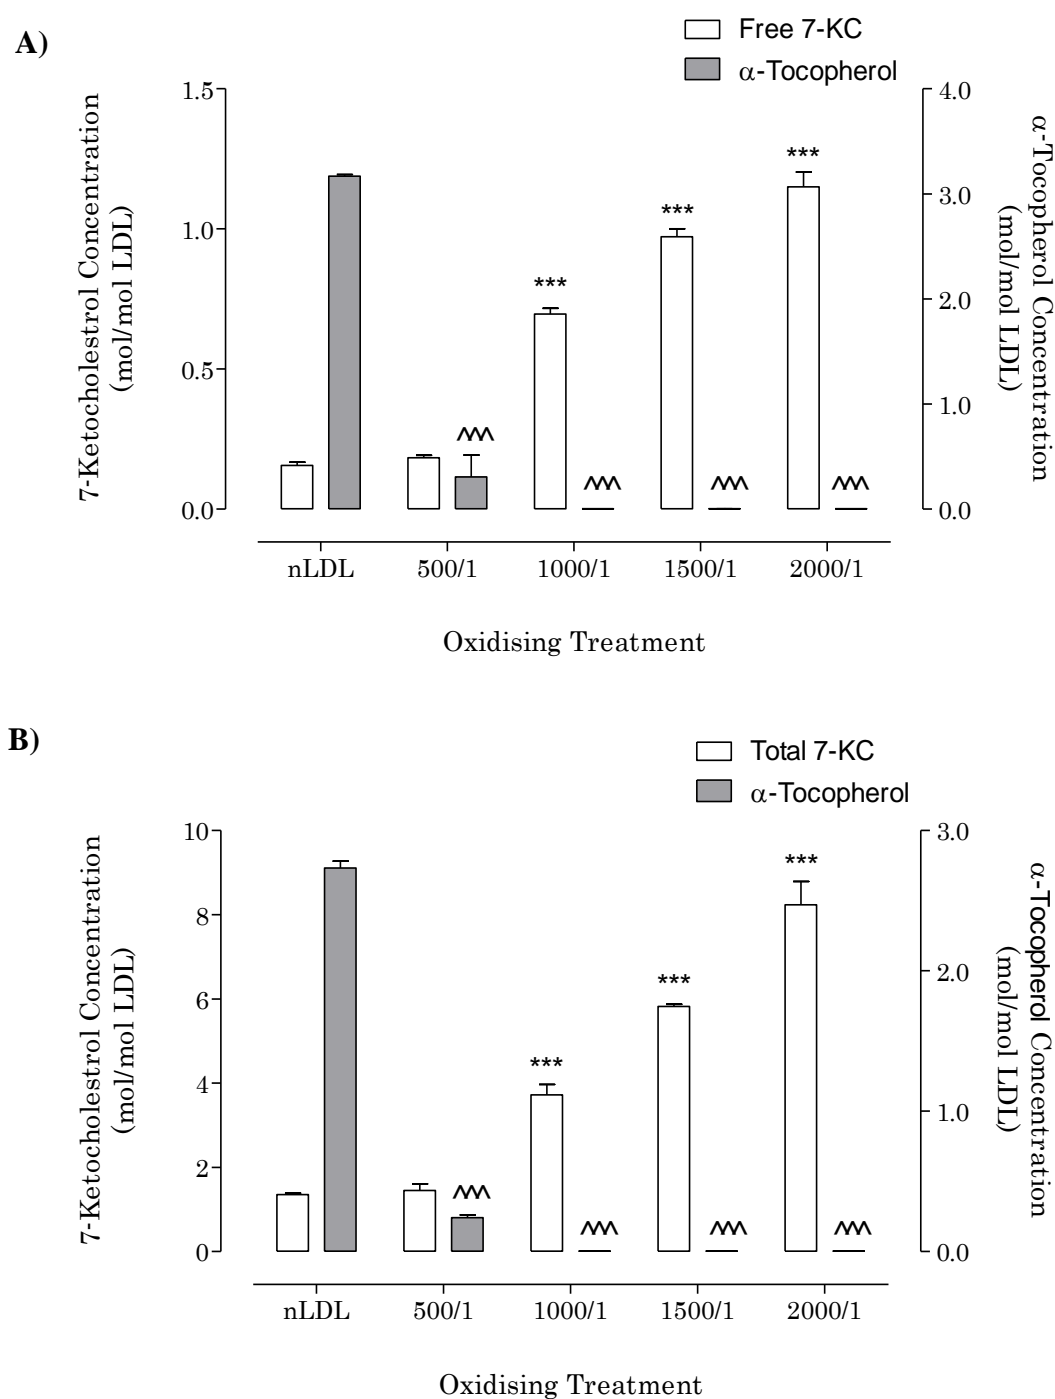 A)
Free 7-KC
α-Tocopherol
7-Ketocholestrol Concentration
(mol/mol LDL)
1.5
1.0
0.5
0.0
4.0
3.0
2.0
1.0
0.0
α-Tocopherol Concentration
(mol/mol LDL)
***
***
***
^^^
^^^
^^^
^^^
nLDL 500/1 1000/1 1500/1 2000/1
Oxidising Treatment
B)
Total 7-KC
α-Tocopherol
7-Ketocholestrol Concentration
(mol/mol LDL)
10
8
6
4
2
0
3.0
2.0
1.0
0.0
α-Tocopherol Concentration
(mol/mol LDL)
***
***
***
^^^
^^^
^^^
^^^
nLDL 500/1 1000/1 1500/1 2000/1
Oxidising Treatment